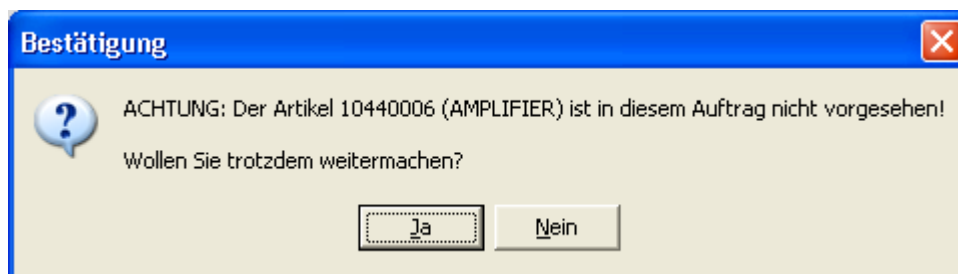 Bestätigung
ACHTUNG: Der Artikel 10440006 (AMPLIFIER) ist in diesem Auftrag nicht vorgesehen!
Wollen Sie trotzdem weitermachen?
Ja Nein